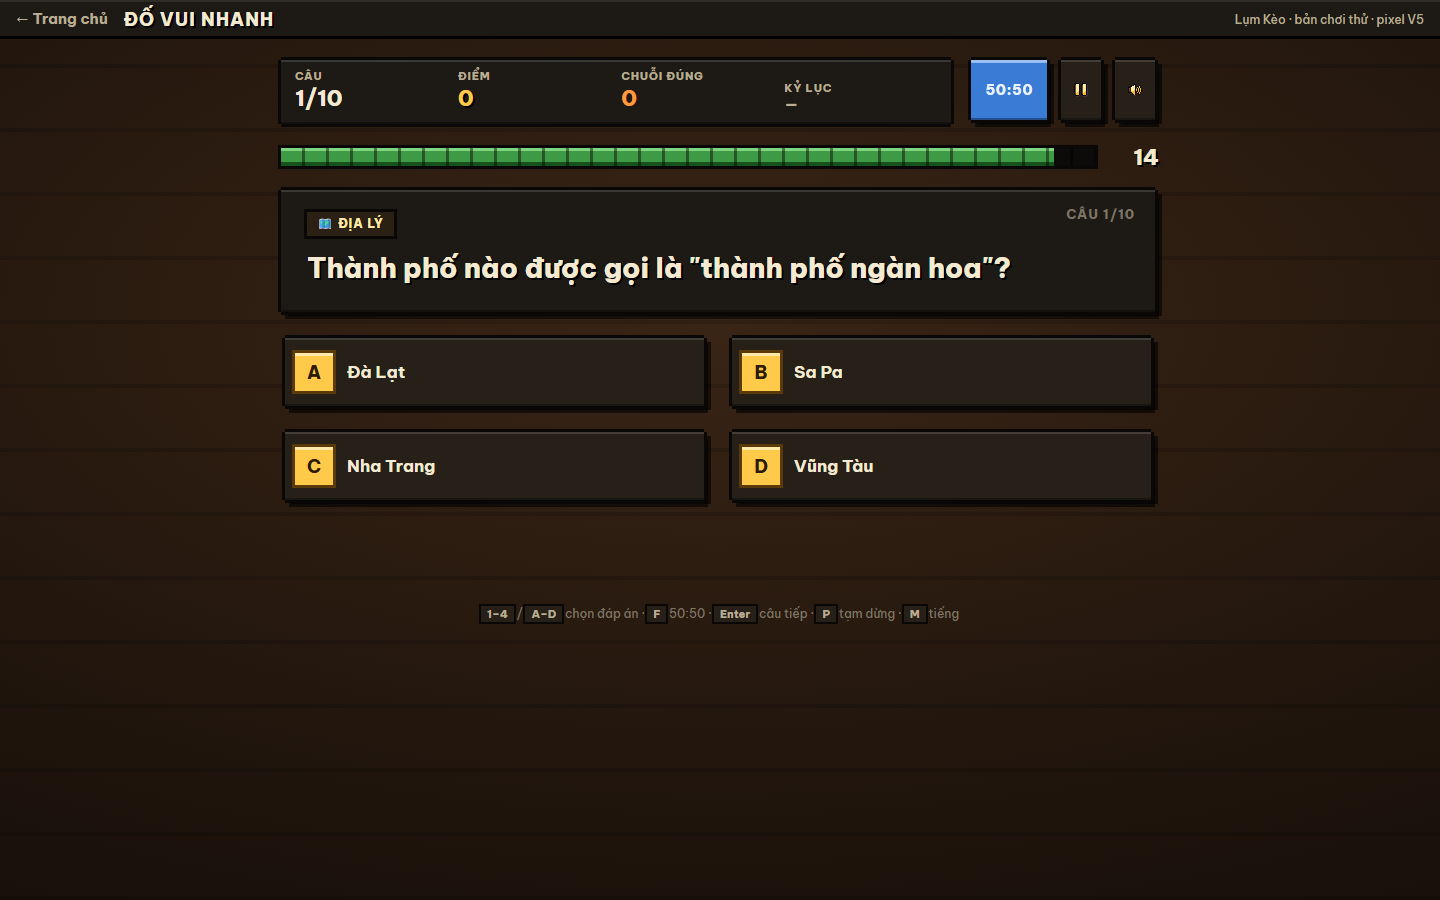 ← Trang chủ ĐỐ VUI NHANH
Lụm Kèo · bản chơi thử · pixel V5
CÂU ĐIỂM CHUỖI ĐÚNG KỶ LỤC
1/10 0 0 –
50:50
14
ĐỊA LÝ
CÂU 1/10
Thành phố nào được gọi là "thành phố ngàn hoa"?
A Đà Lạt
B Sa Pa
C Nha Trang
D Vũng Tàu
1–4 / A–D chọn đáp án · F 50:50 · Enter câu tiếp · P tạm dừng · M tiếng